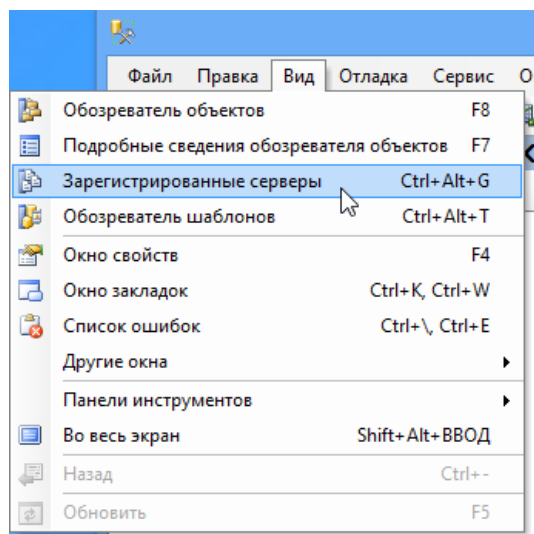 Файл Правка Вид Отладка Сервис
Обозреватель объектов F8
Подробные сведения обозревателя объектов F7
Зарегистрированные серверы Ctrl+Alt+G
Обозреватель шаблонов Ctrl+Alt+T
Окно свойств F4
Окно закладок Ctrl+K, Ctrl+W
Список ошибок Ctrl+\, Ctrl+E
Другие окна
Панели инструментов
Во весь экран Shift+Alt+ВВОД
Назад Ctrl+-
Обновить F5